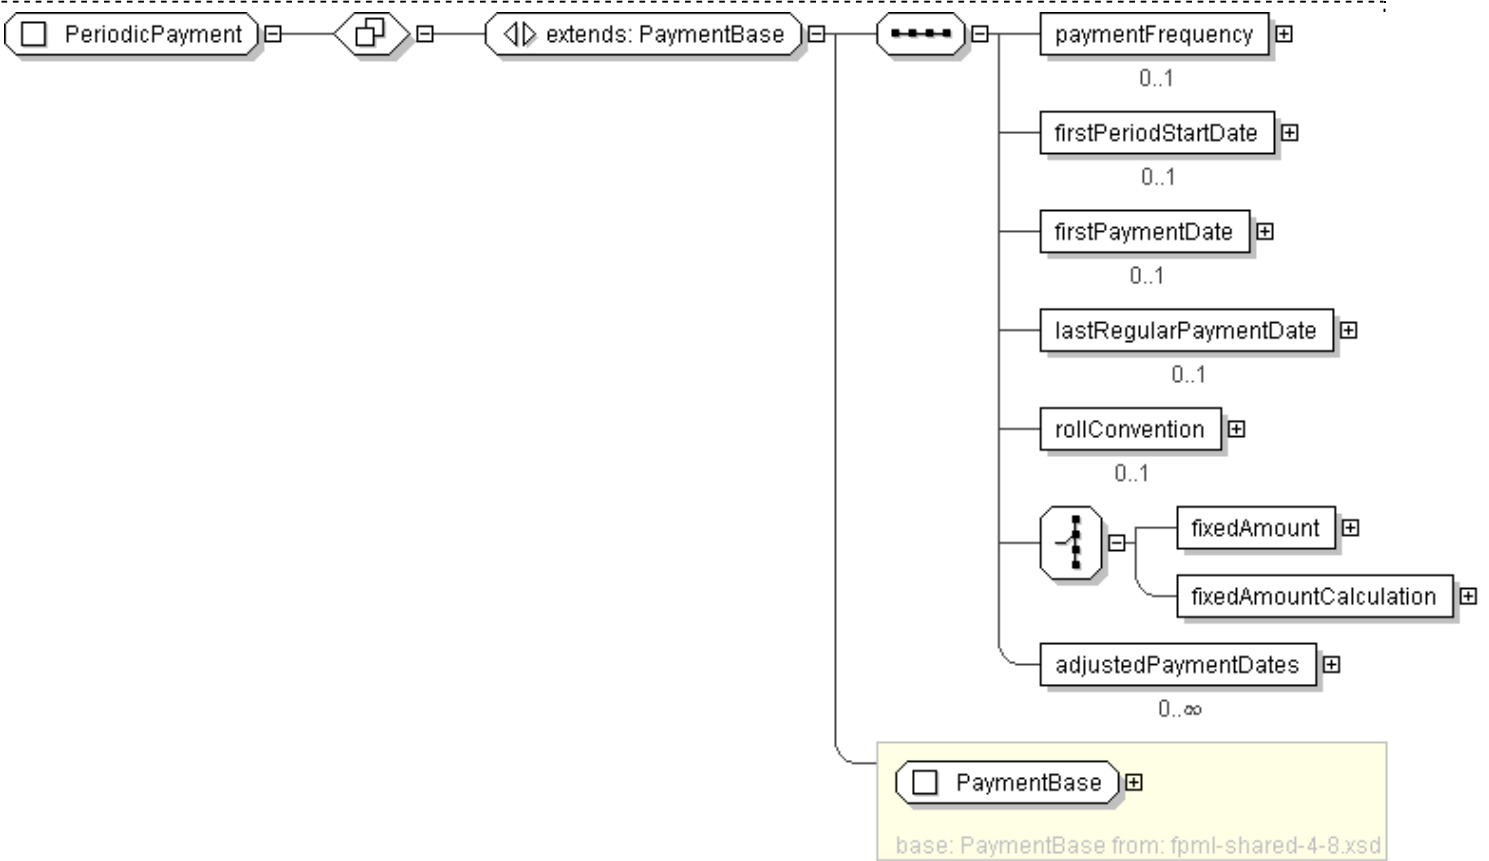 PeriodicPayment
extends: PaymentBase
paymentFrequency
0..1
firstPeriodStartDate
0..1
firstPaymentDate
0..1
lastRegularPaymentDate
0..1
rollConvention
0..1
fixedAmount
fixedAmountCalculation
adjustedPaymentDates
0..∞
PaymentBase
base: PaymentBase from: fpml-shared-4-8.xsd